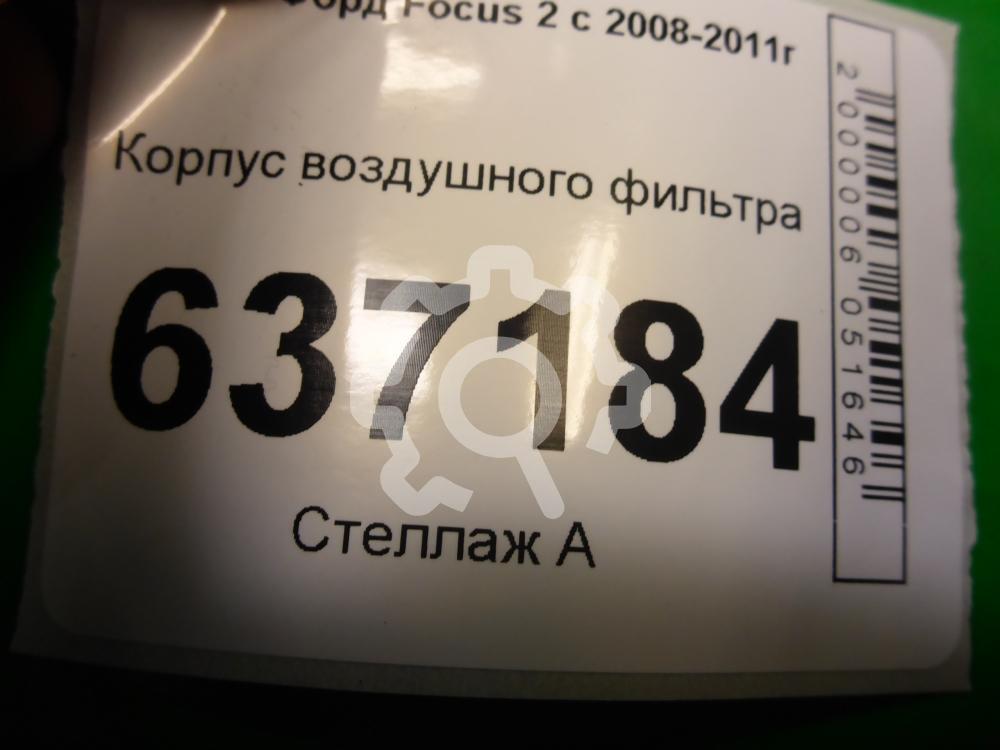 Форд Focus 2 с 2008-2011г
Корпус воздушного фильтра
637184
Стеллаж А
2000006051646